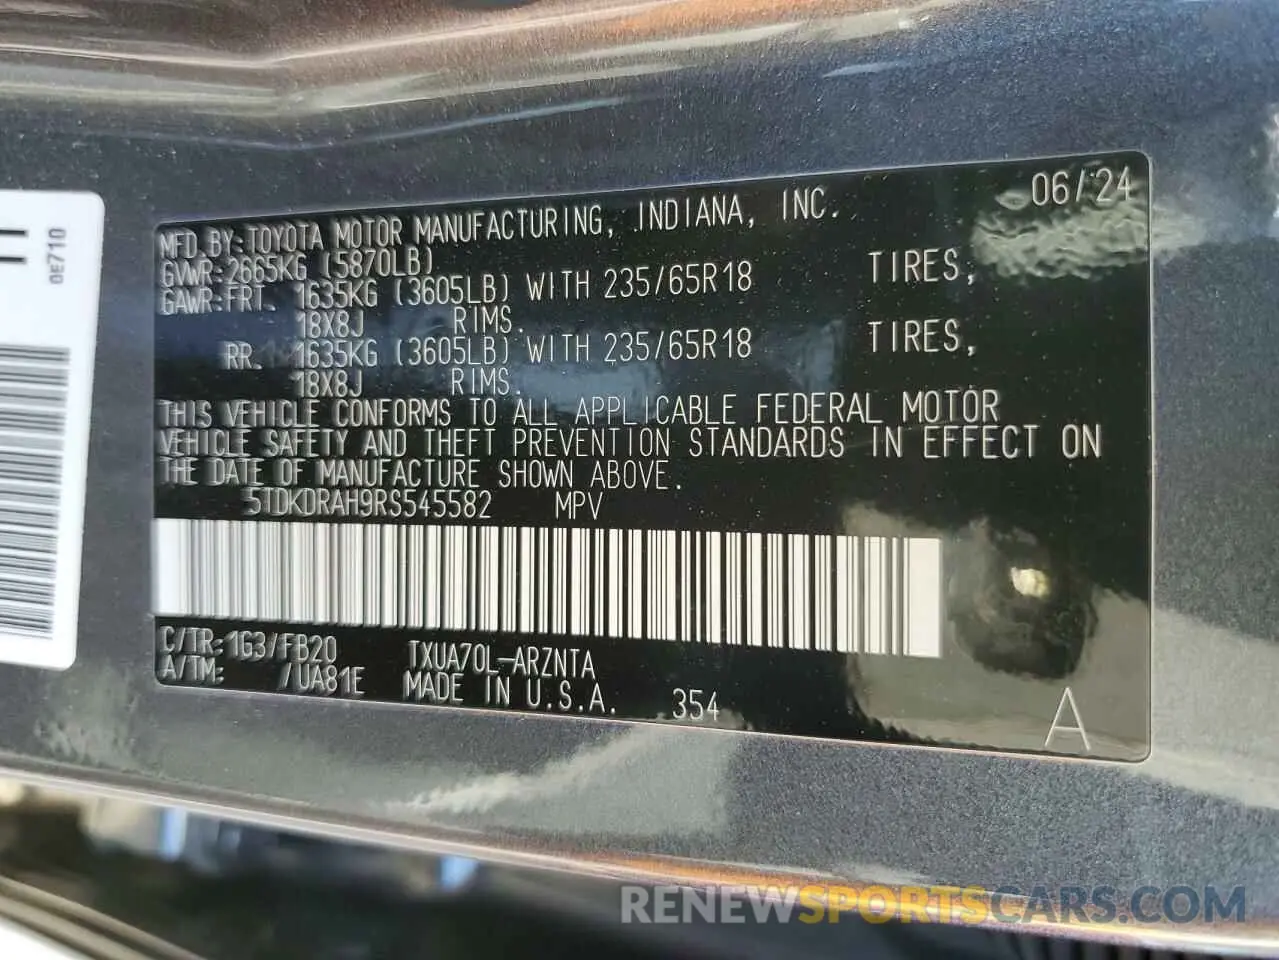 06/24
MFD BY:TOYOTA MOTOR MANUFACTURING, INDIANA, INC.
GVWR:2665KG (5870LB)
GAWR:FRT. 1635KG (3605LB) WITH 235/65R18 TIRES,
18X8J RIMS.
RR. 1635KG (3605LB) WITH 235/65R18 TIRES,
18X8J RIMS.
THIS VEHICLE CONFORMS TO ALL APPLICABLE FEDERAL MOTOR
VEHICLE SAFETY AND THEFT PREVENTION STANDARDS IN EFFECT ON
THE DATE OF MANUFACTURE SHOWN ABOVE.
5TDKDRAH9RS545582 MPV
C/TR:1G3/FB20 TXUA70L-ARZNTA
A/TM: /UA81E MADE IN U.S.A. 354
A
0E710
RENEWSPORTSCARS.COM